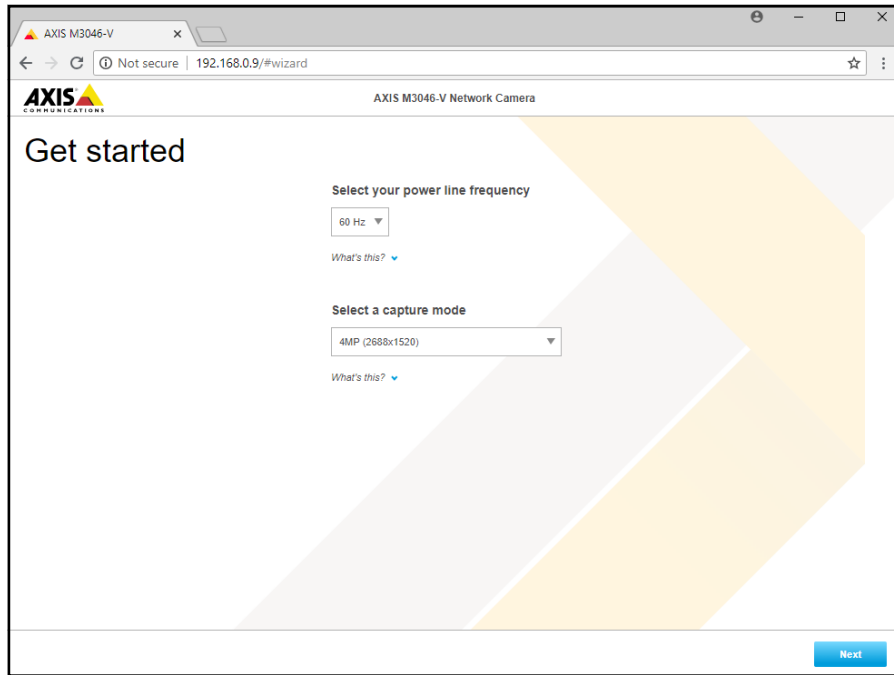 AXIS M3046-V
Not secure | 192.168.0.9/#wizard
AXIS
COMMUNICATIONS
AXIS M3046-V Network Camera
Get started
Select your power line frequency
60 Hz
What's this?
Select a capture mode
4MP (2688x1520)
What's this?
Next